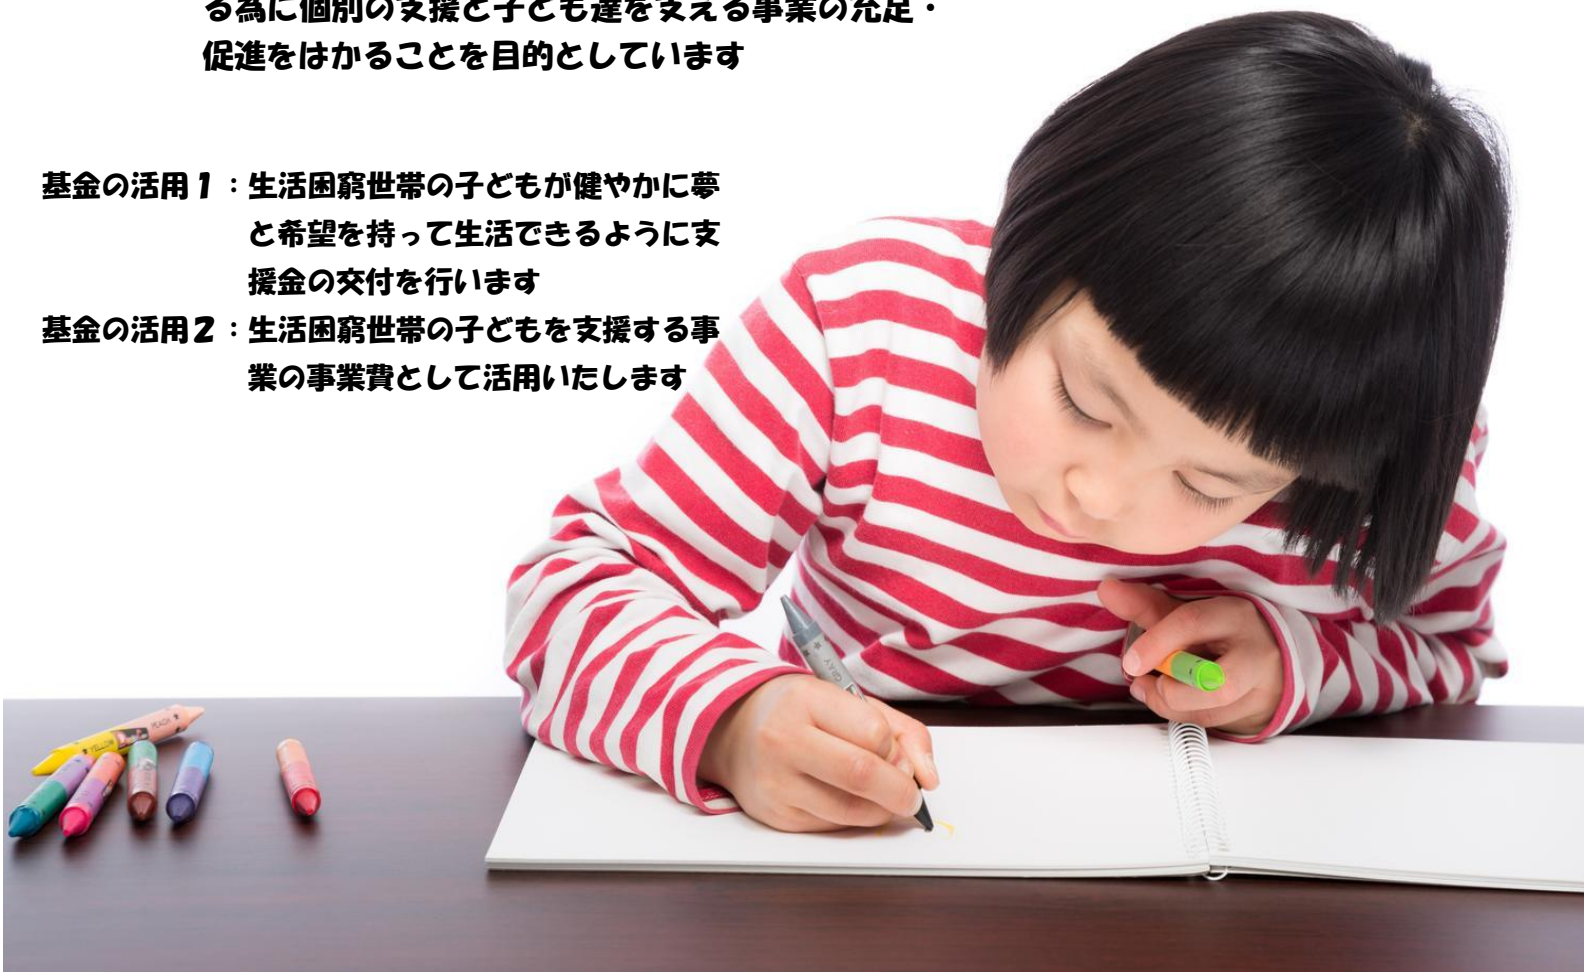 る為に個別の支援と子ども達を支える事業の充足・
促進をはかることを目的としています
基金の活用1：生活困窮世帯の子どもが健やかに夢
と希望を持って生活できるように支
援金の交付を行います
基金の活用2：生活困窮世帯の子どもを支援する事
業の事業費として活用いたします
GRAY
PEACH
YELLOW